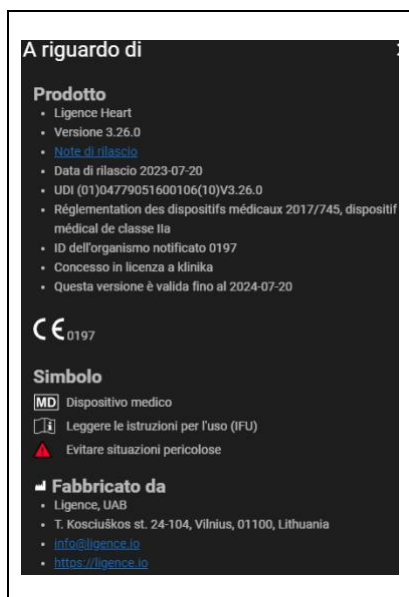 A riguardo di
Prodotto
Ligence Heart
Versione 3.26.0
Note di rilascio
Data di rilascio 2023-07-20
UDI (01)04779051600106(10)V3.26.0
Réglementation des dispositifs médicaux 2017/745, dispositif
médical de classe IIa
ID dell'organismo notificato 0197
Concesso in licenza a klinika
Questa versione è valida fino al 2024-07-20
CE 0197
Simbolo
MD Dispositivo medico
Leggere le istruzioni per l'uso (IFU)
Evitare situazioni pericolose
Fabbricato da
Ligence, UAB
T. Kosciuškos st. 24-104, Vilnius, 01100, Lithuania
info@ligence.io
https://ligence.io